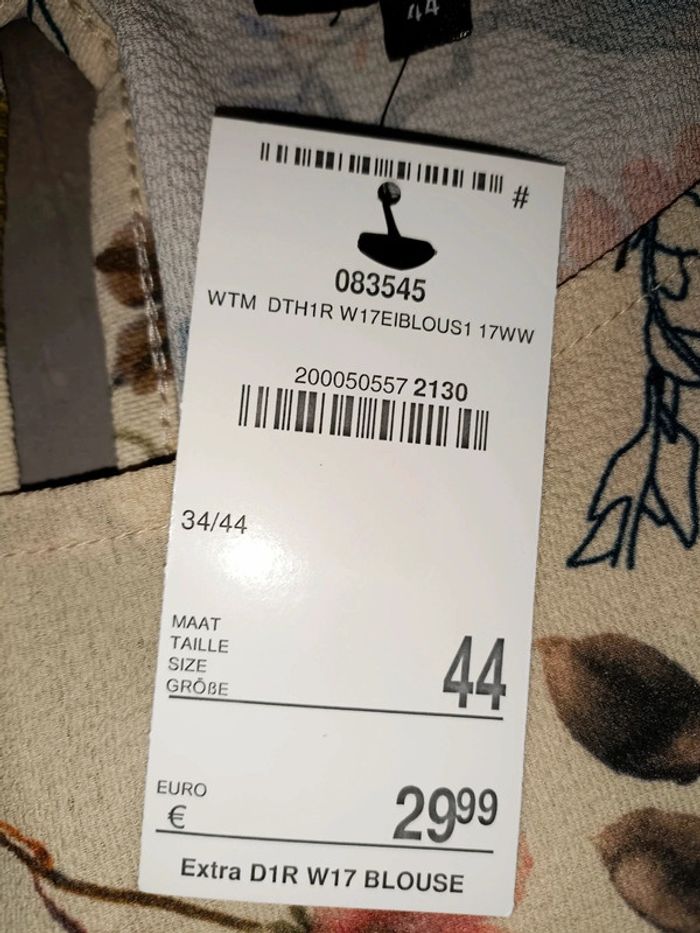 44
#
083545
WTM DTH1R W17EIBLOUS1 17WW
200050557 2130
34/44
MAAT
TAILLE
SIZE
GRÖßE
44
EURO
€
29⁹⁹
Extra D1R W17 BLOUSE